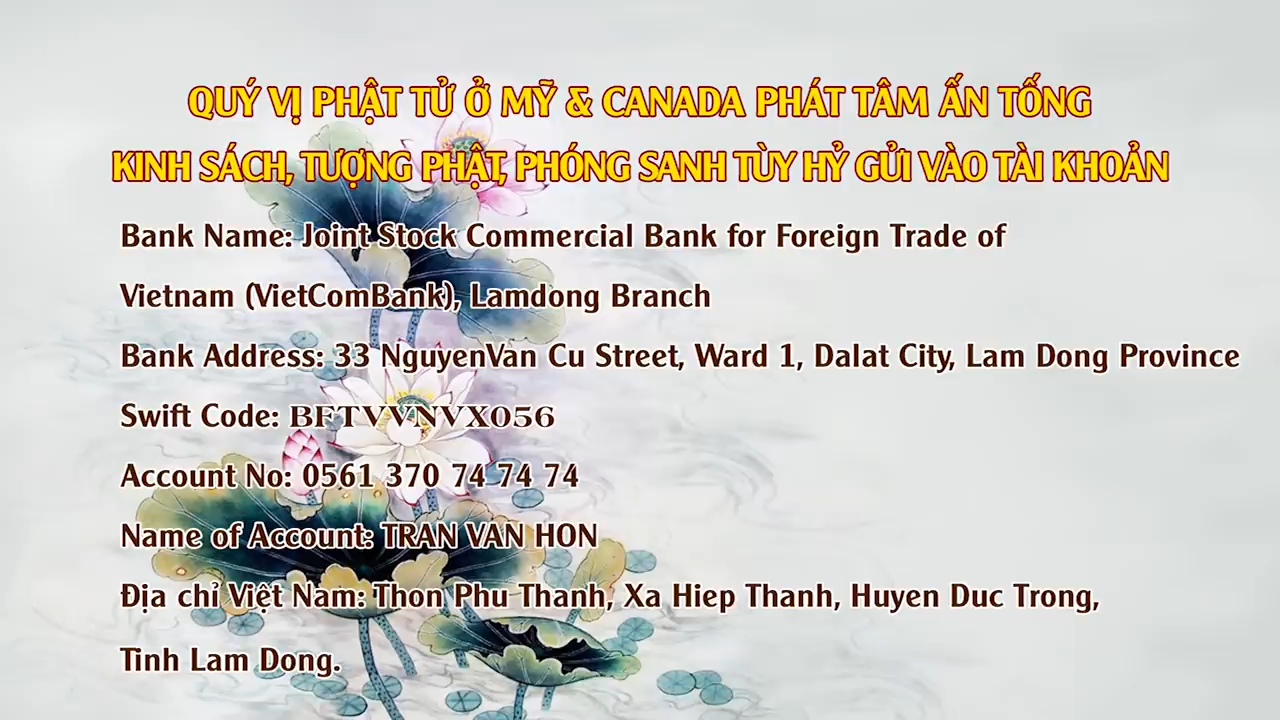 QUÝ VỊ PHẬT TỬ Ở MỸ & CANADA PHÁT TÂM ẤN TỐNG
KINH SÁCH, TƯỢNG PHẬT, PHÓNG SANH TÙY HỶ GỬI VÀO TÀI KHOẢN
Bank Name: Joint Stock Commercial Bank for Foreign Trade of
Vietnam (VietComBank), Lamdong Branch
Bank Address: 33 NguyenVan Cu Street, Ward 1, Dalat City, Lam Dong Province
Swift Code: BFTVVNVX056
Account No: 0561 370 74 74 74
Name of Account: TRAN VAN HON
Địa chỉ Việt Nam: Thon Phu Thanh, Xa Hiep Thanh, Huyen Duc Trong,
Tinh Lam Dong.